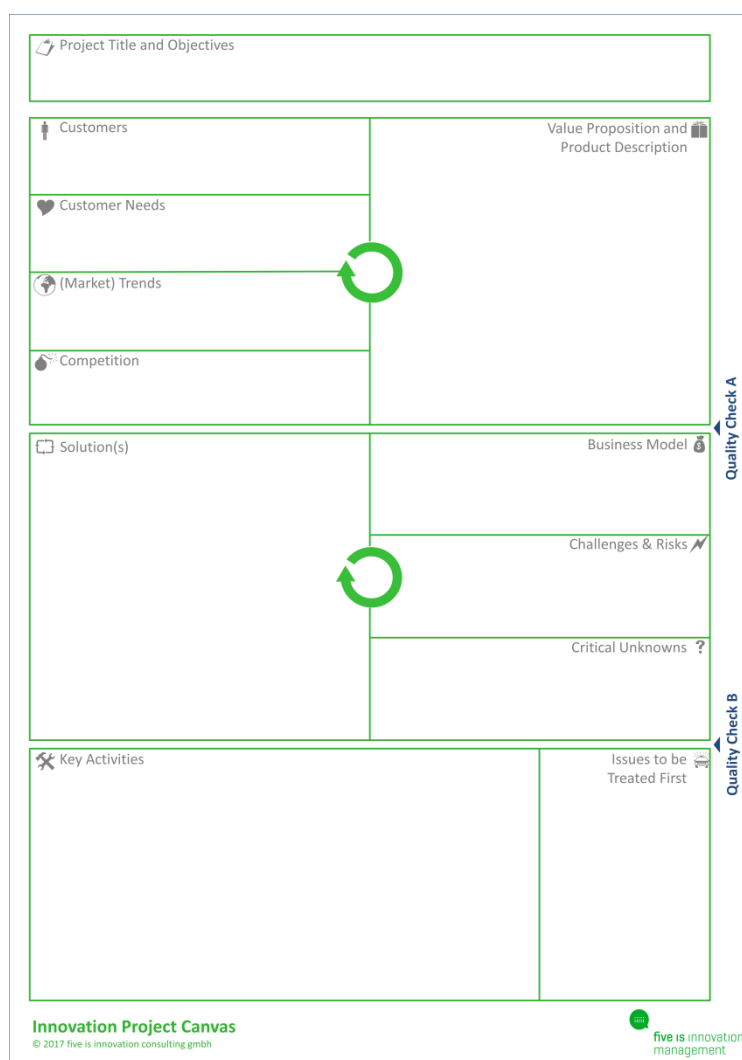 Project Title and Objectives
Customers
Value Proposition and
Product Description
Customer Needs
(Market) Trends
Competition
Quality Check A
Solution(s)
Business Model
$
Challenges & Risks
Critical Unknowns ?
Quality Check B
Key Activities
Issues to be
Treated First
Innovation Project Canvas
© 2017 five is innovation consulting gmbh
five is innovation
management